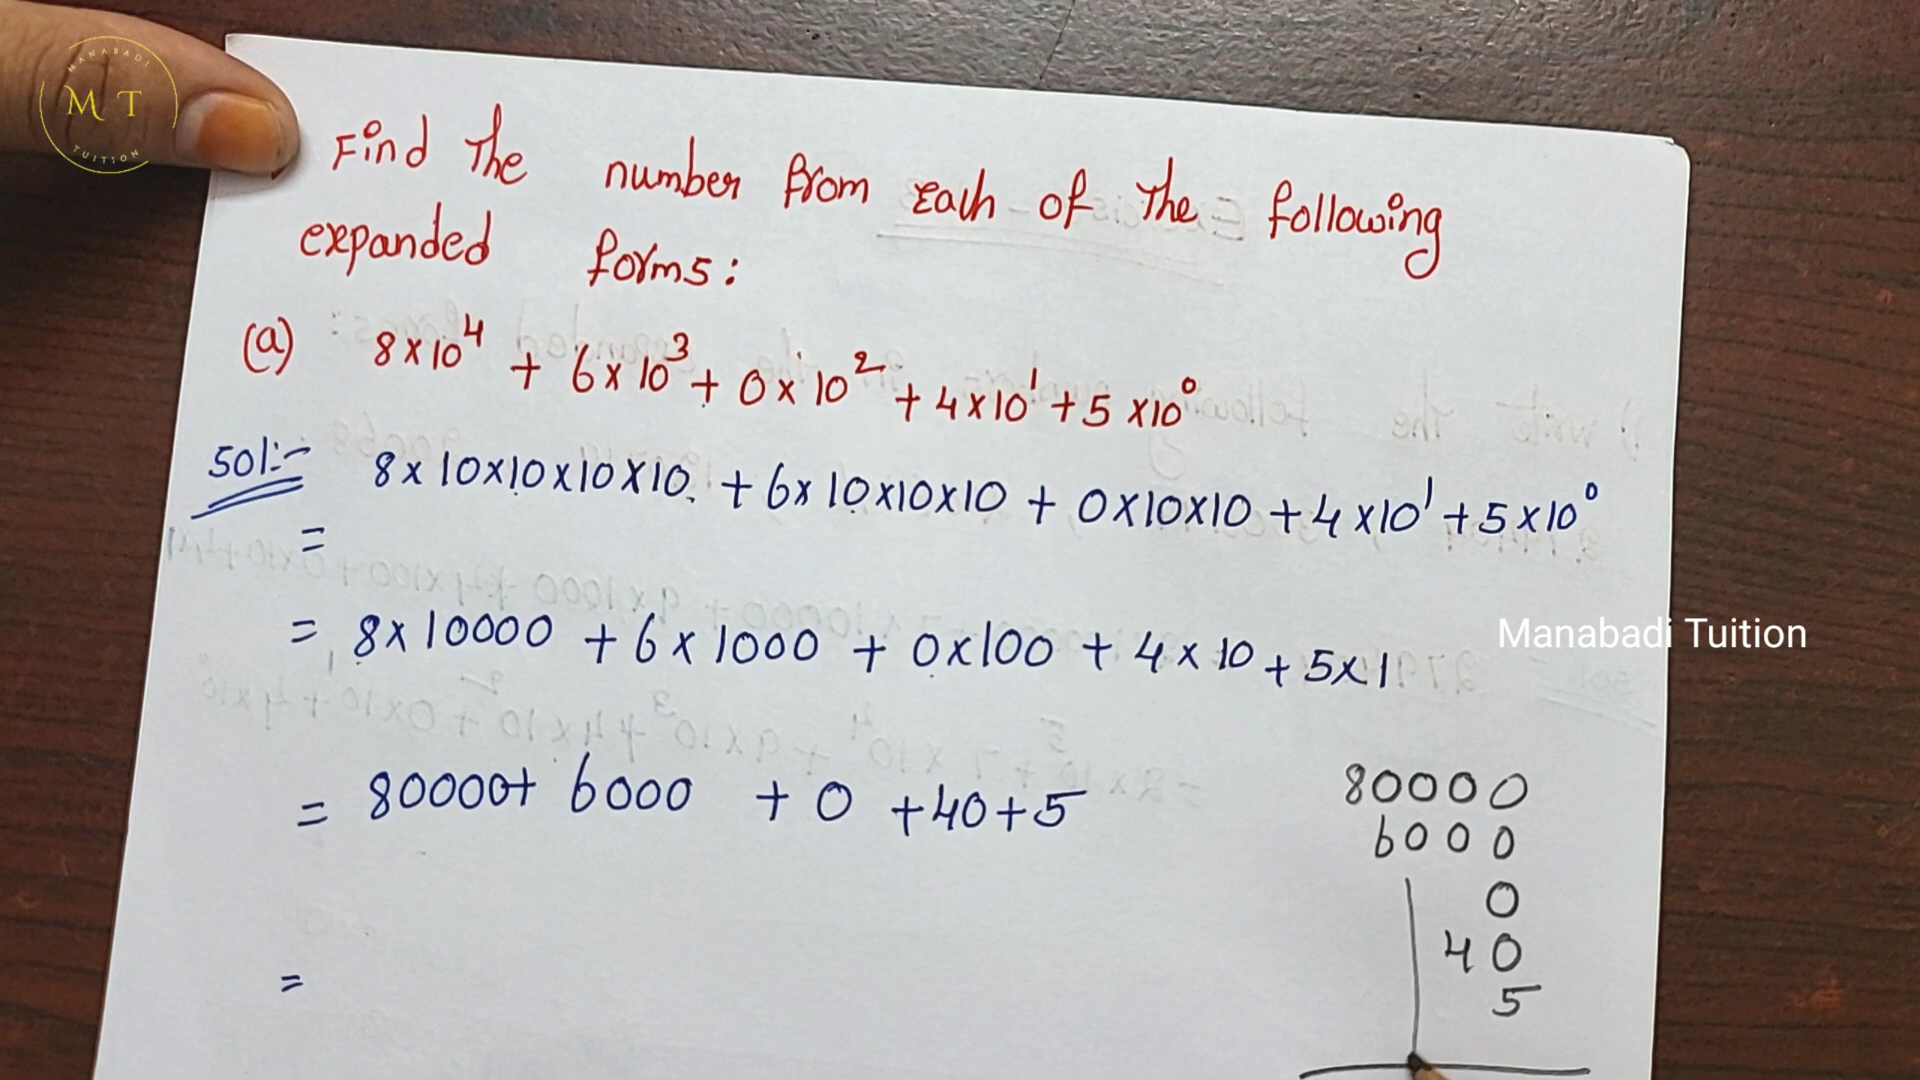 MANABADI
M T
TUITION
Find The number from Each of The following
expanded forms:
(a) 8×10⁴ + 6×10³ + 0×10² + 4×10¹ + 5×10⁰
Sol:- 8×10×10×10×10 + 6×10×10×10 + 0×10×10 + 4×10¹ + 5×10⁰
=
= 8×10000 + 6×1000 + 0×100 + 4×10 + 5×1
Manabadi Tuition
= 80000+ 6000 + 0 + 40 + 5
80000
6000
0
40
5
=